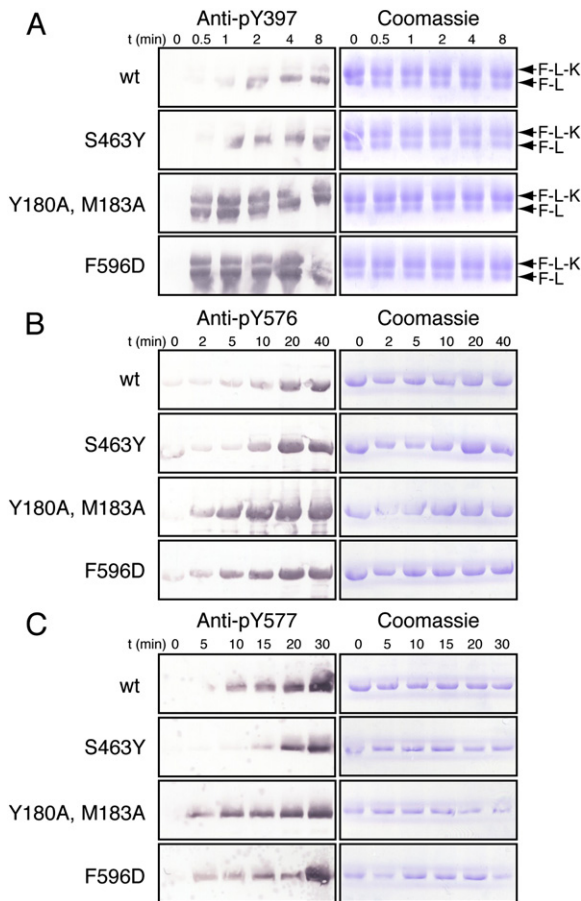 A Anti-pY397 Coomassie
t (min) 0 0.5 1 2 4 8 0 0.5 1 2 4 8
wt F-L-K
F-L
S463Y F-L-K
F-L
Y180A, M183A F-L-K
F-L
F596D F-L-K
F-L
B Anti-pY576 Coomassie
t (min) 0 2 5 10 20 40 0 2 5 10 20 40
wt
S463Y
Y180A, M183A
F596D
C Anti-pY577 Coomassie
t (min) 0 5 10 15 20 30 0 5 10 15 20 30
wt
S463Y
Y180A, M183A
F596D